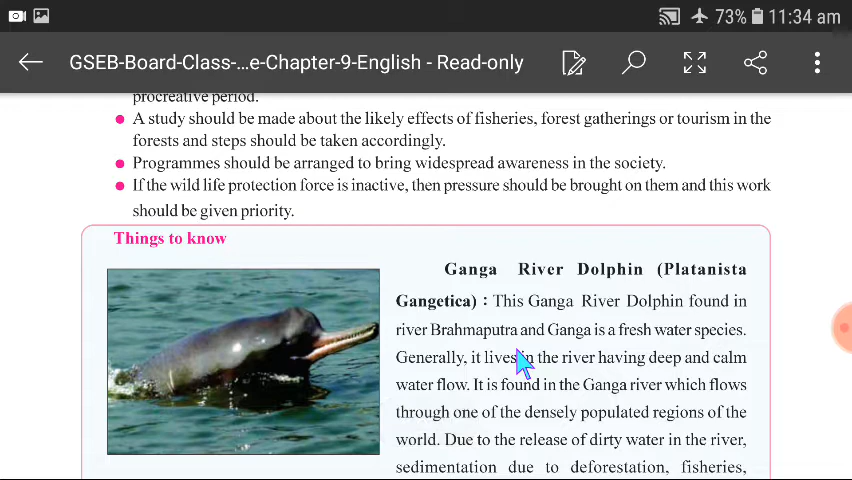 73% 11:34 am
GSEB-Board-Class-...e-Chapter-9-English - Read-only
procreative period.
A study should be made about the likely effects of fisheries, forest gatherings or tourism in the
forests and steps should be taken accordingly.
Programmes should be arranged to bring widespread awareness in the society.
If the wild life protection force is inactive, then pressure should be brought on them and this work
should be given priority.
Things to know
Ganga River Dolphin (Platanista
Gangetica) : This Ganga River Dolphin found in
river Brahmaputra and Ganga is a fresh water species.
Generally, it lives in the river having deep and calm
water flow. It is found in the Ganga river which flows
through one of the densely populated regions of the
world. Due to the release of dirty water in the river,
sedimentation due to deforestation, fisheries,